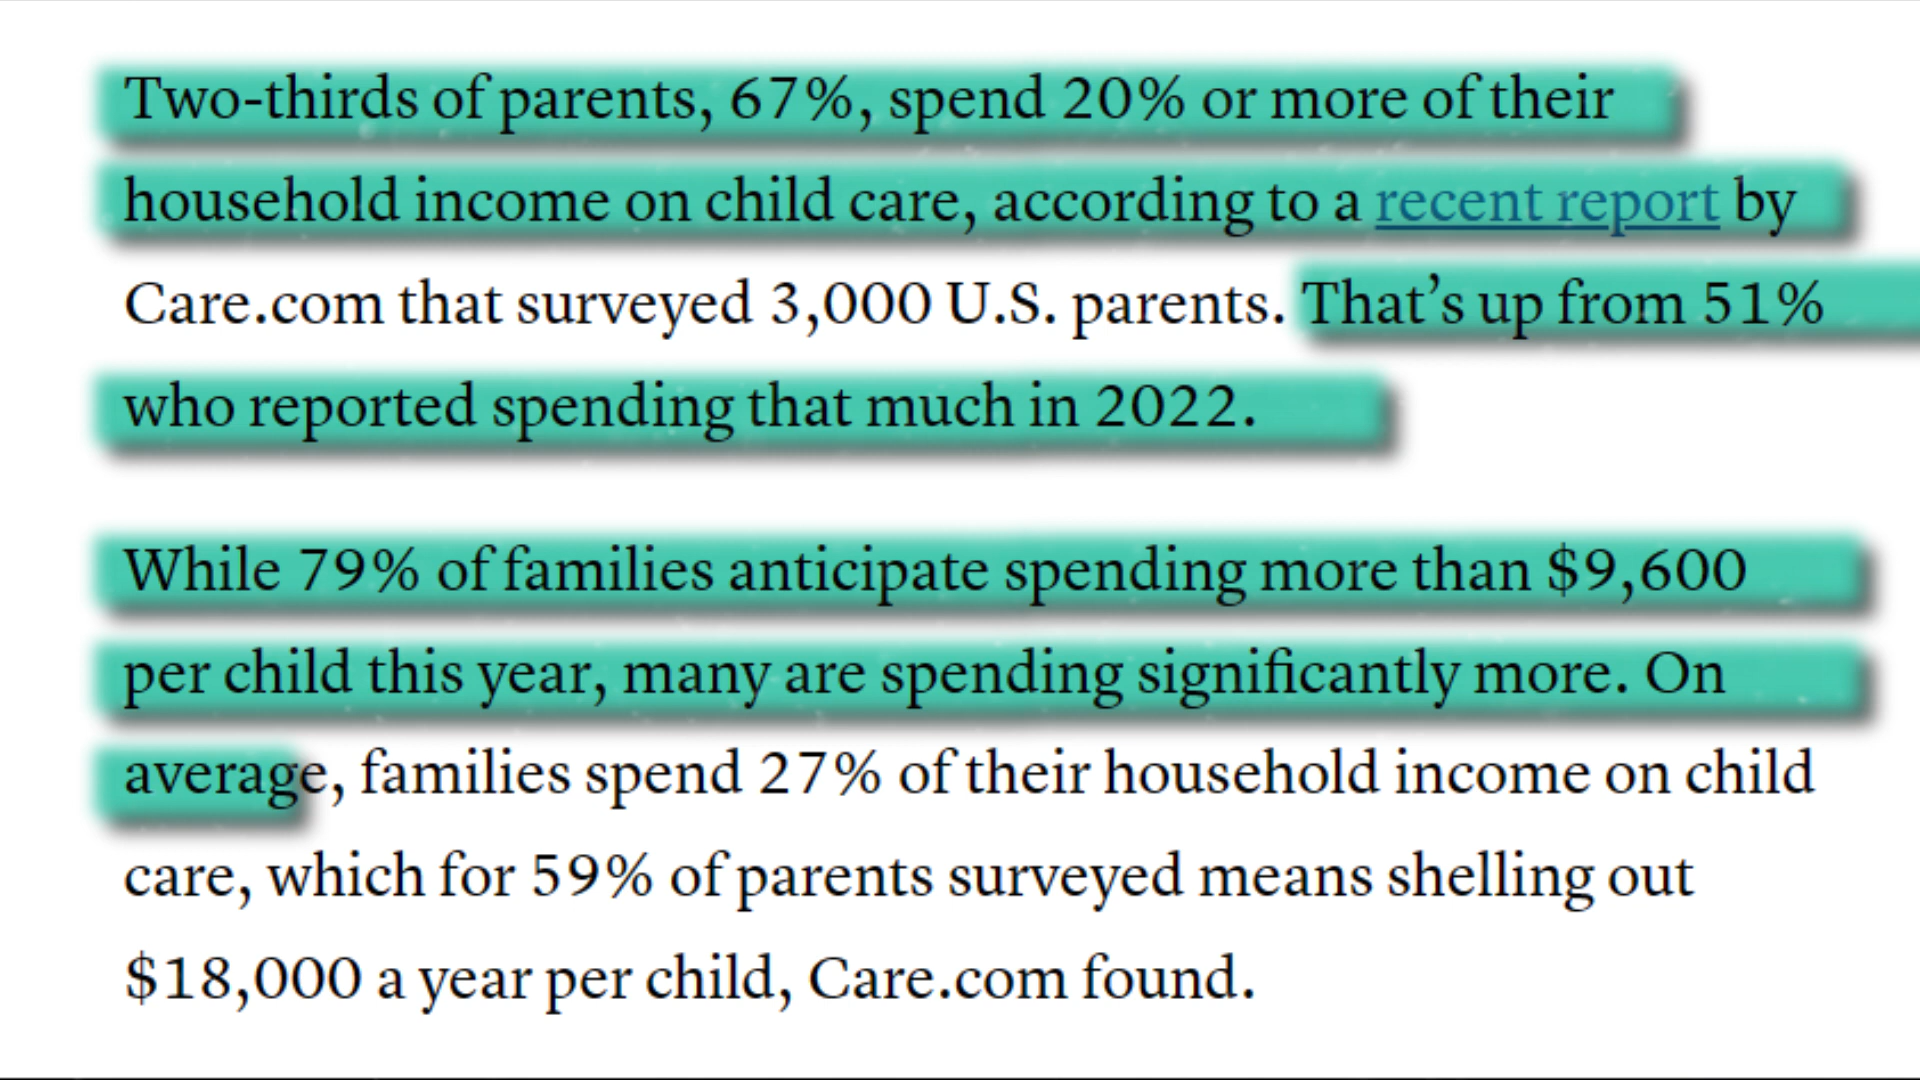 Two-thirds of parents, 67%, spend 20% or more of their
household income on child care, according to a recent report by
Care.com that surveyed 3,000 U.S. parents. That’s up from 51%
who reported spending that much in 2022.
While 79% of families anticipate spending more than $9,600
per child this year, many are spending significantly more. On
average, families spend 27% of their household income on child
care, which for 59% of parents surveyed means shelling out
$18,000 a year per child, Care.com found.